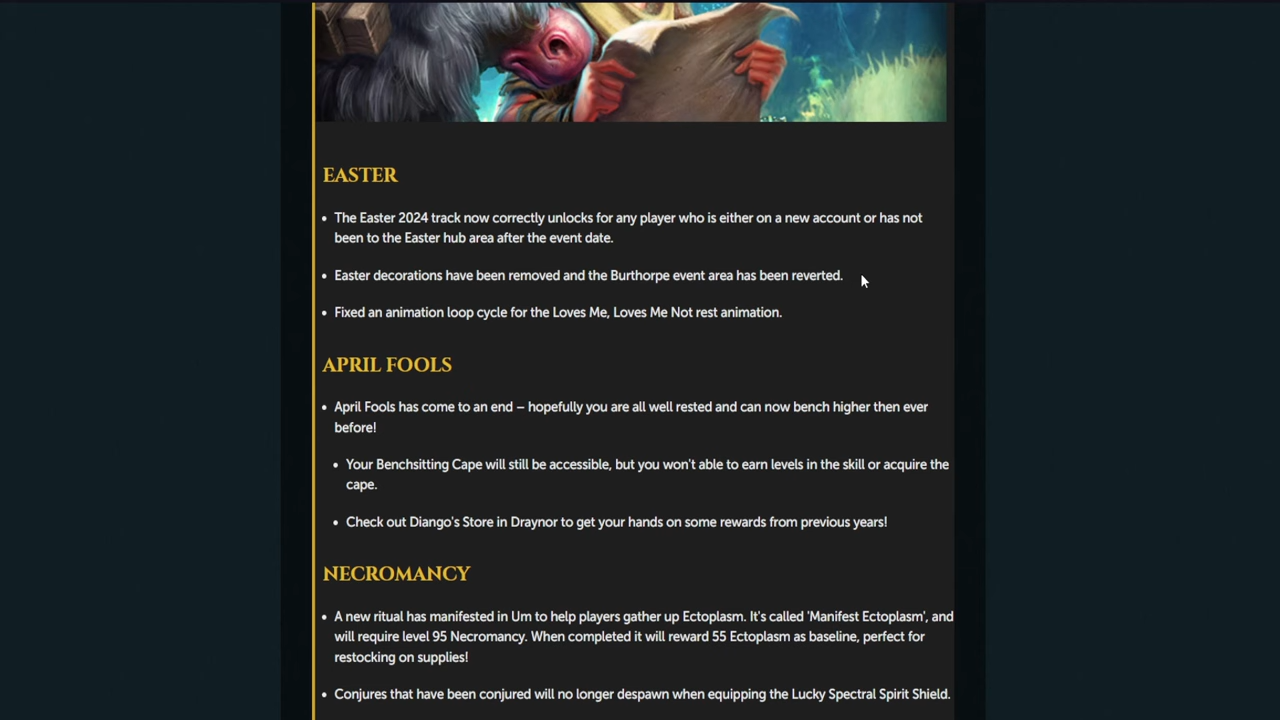 EASTER
• The Easter 2024 track now correctly unlocks for any player who is either on a new account or has not
been to the Easter hub area after the event date.
• Easter decorations have been removed and the Burthorpe event area has been reverted.
• Fixed an animation loop cycle for the Loves Me, Loves Me Not rest animation.
APRIL FOOLS
• April Fools has come to an end – hopefully you are all well rested and can now bench higher then ever
before!
• Your Benchsitting Cape will still be accessible, but you won't able to earn levels in the skill or acquire the
cape.
• Check out Diango's Store in Draynor to get your hands on some rewards from previous years!
NECROMANCY
• A new ritual has manifested in Um to help players gather up Ectoplasm. It's called 'Manifest Ectoplasm', and
will require level 95 Necromancy. When completed it will reward 55 Ectoplasm as baseline, perfect for
restocking on supplies!
• Conjures that have been conjured will no longer despawn when equipping the Lucky Spectral Spirit Shield.